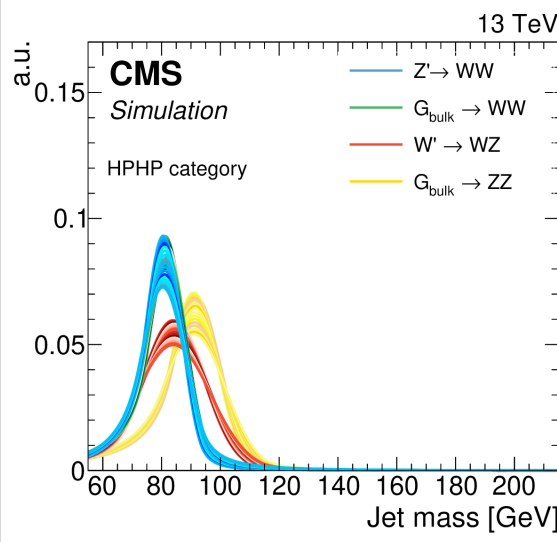 13 TeV
a.u.
CMS
Simulation
HPHP category
Z'→ WW
G_bulk → WW
W' → WZ
G_bulk → ZZ
0.15
0.1
0.05
0
60 80 100 120 140 160 180 200
Jet mass [GeV]